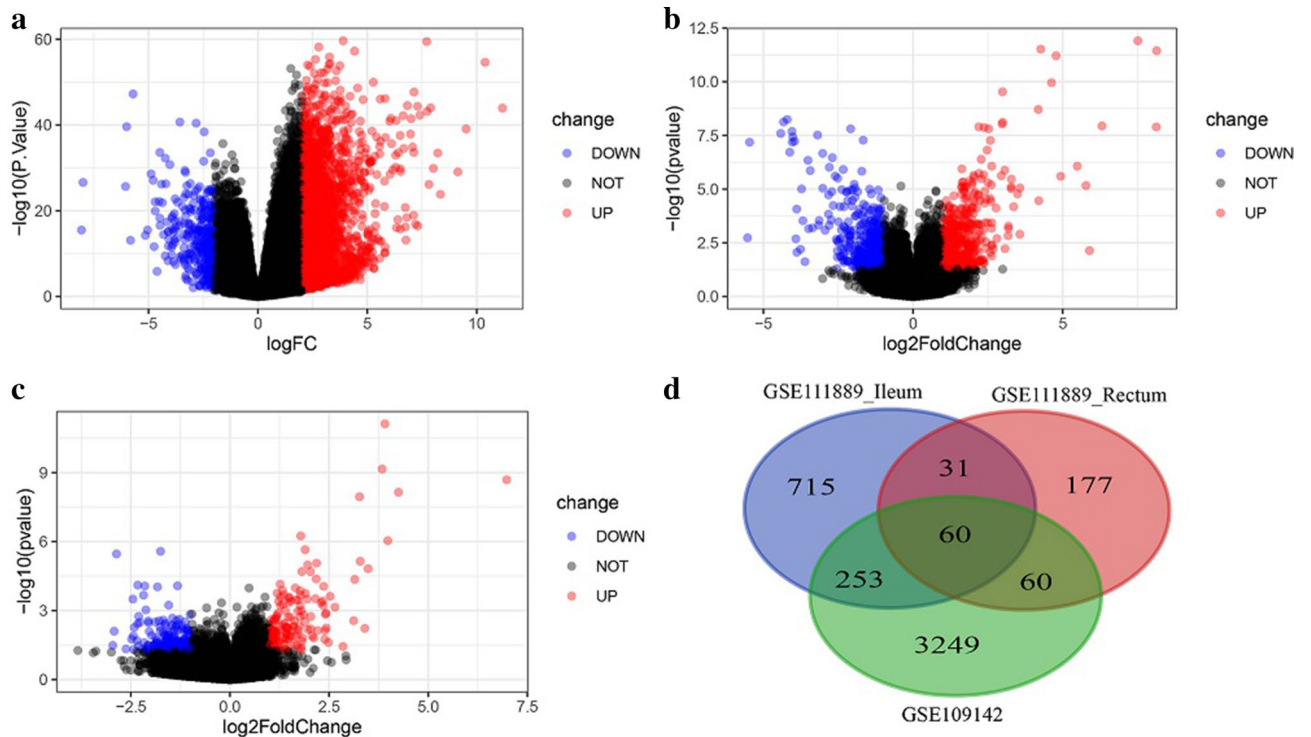 a
60
40
20
0
−log10(P.Value)
−5
0
5
10
logFC
change
DOWN
NOT
UP
b
12.5
10.0
7.5
5.0
2.5
0.0
−log10(pvalue)
−5
0
5
log2FoldChange
change
DOWN
NOT
UP
c
9
6
3
0
−log10(pvalue)
−2.5
0.0
2.5
5.0
7.5
log2FoldChange
change
DOWN
NOT
UP
d
GSE111889_Ileum
GSE111889_Rectum
715
31
177
60
253
60
3249
GSE109142